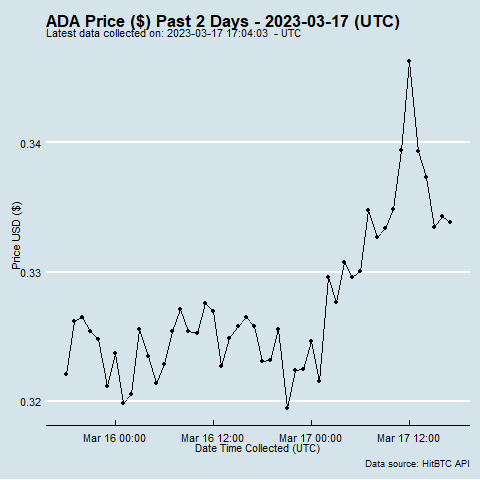 ADA Price ($) Past 2 Days - 2023-03-17 (UTC)
Latest data collected on: 2023-03-17 17:04:03 - UTC
0.34
0.33
0.32
Price USD ($)
Mar 16 00:00 Mar 16 12:00 Mar 17 00:00 Mar 17 12:00
Date Time Collected (UTC)
Data source: HitBTC API